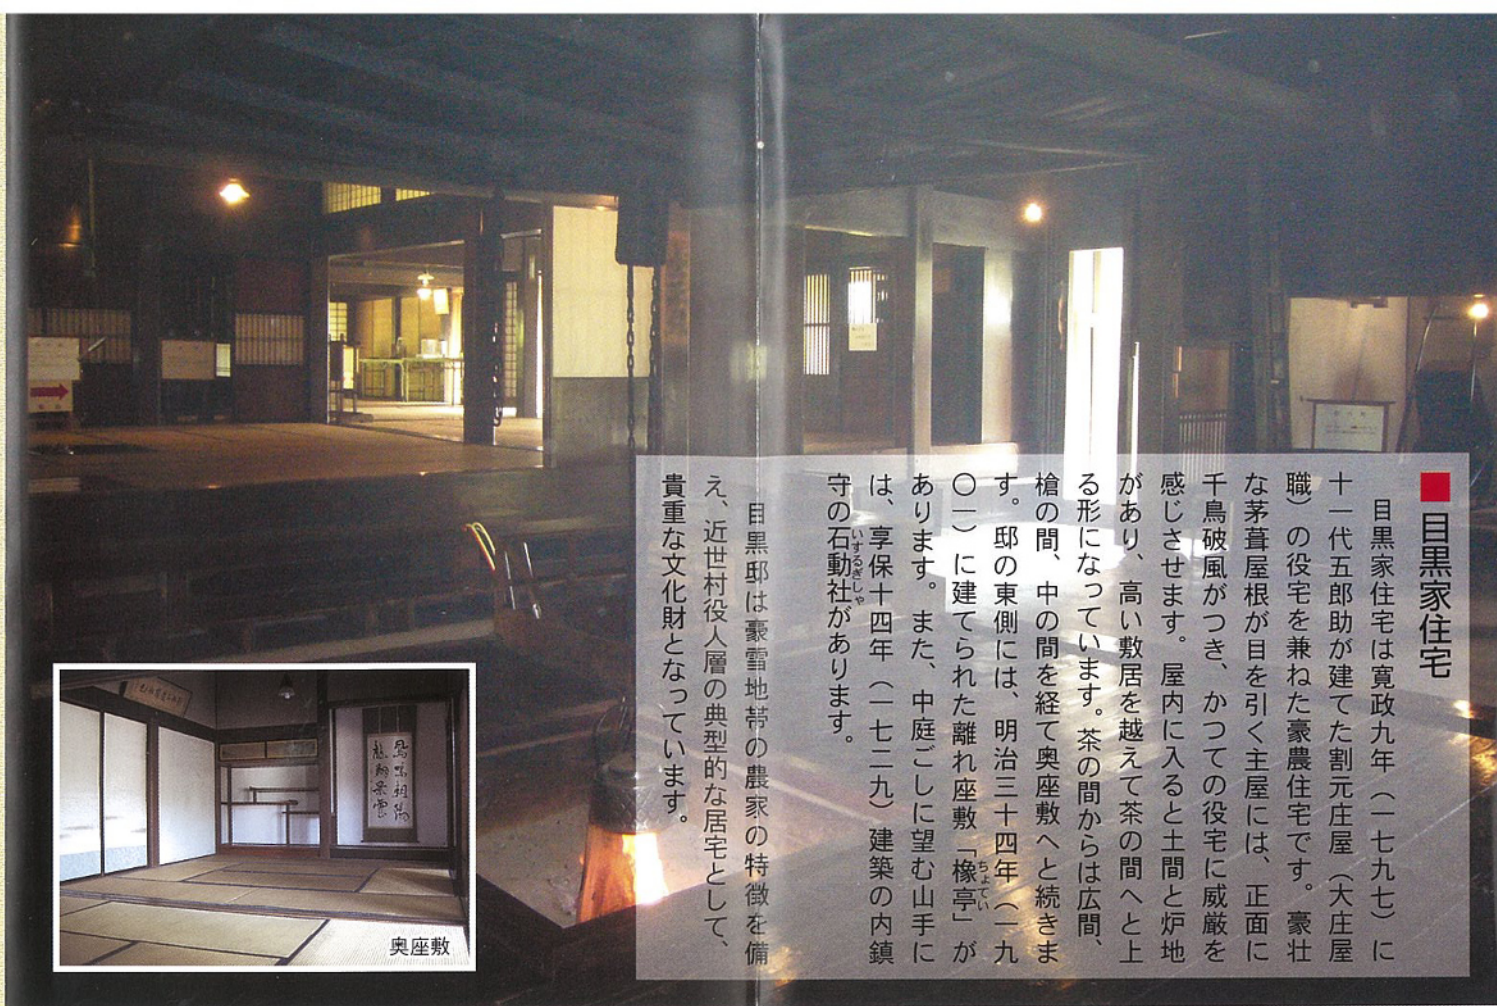 ■目黒家住宅
目黒家住宅は寛政九年（一七九七）に
十一代五郎助が建てた割元庄屋（大庄屋
職）の役宅を兼ねた豪農住宅です。豪壮
な茅葺屋根が目を引く主屋には、正面に
千鳥破風がつき、かつての役宅に威厳を
感じさせます。屋内に入ると土間と炉地
があり、高い敷居を越えて茶の間へと上
る形になっています。茶の間からは広間、
槍の間、中の間を経て奥座敷へと続きま
す。邸の東側には、明治三十四年（一九
〇一）に建てられた離れ座敷「橡亭」が
ちょてい
あります。また、中庭ごしに望む山手に
は、享保十四年（一七二九）建築の内鎮
守の石動社があります。
いするぎしゃ
目黒邸は豪雪地帯の農家の特徴を備
え、近世村役人層の典型的な居宅として、
貴重な文化財となっています。
奥座敷